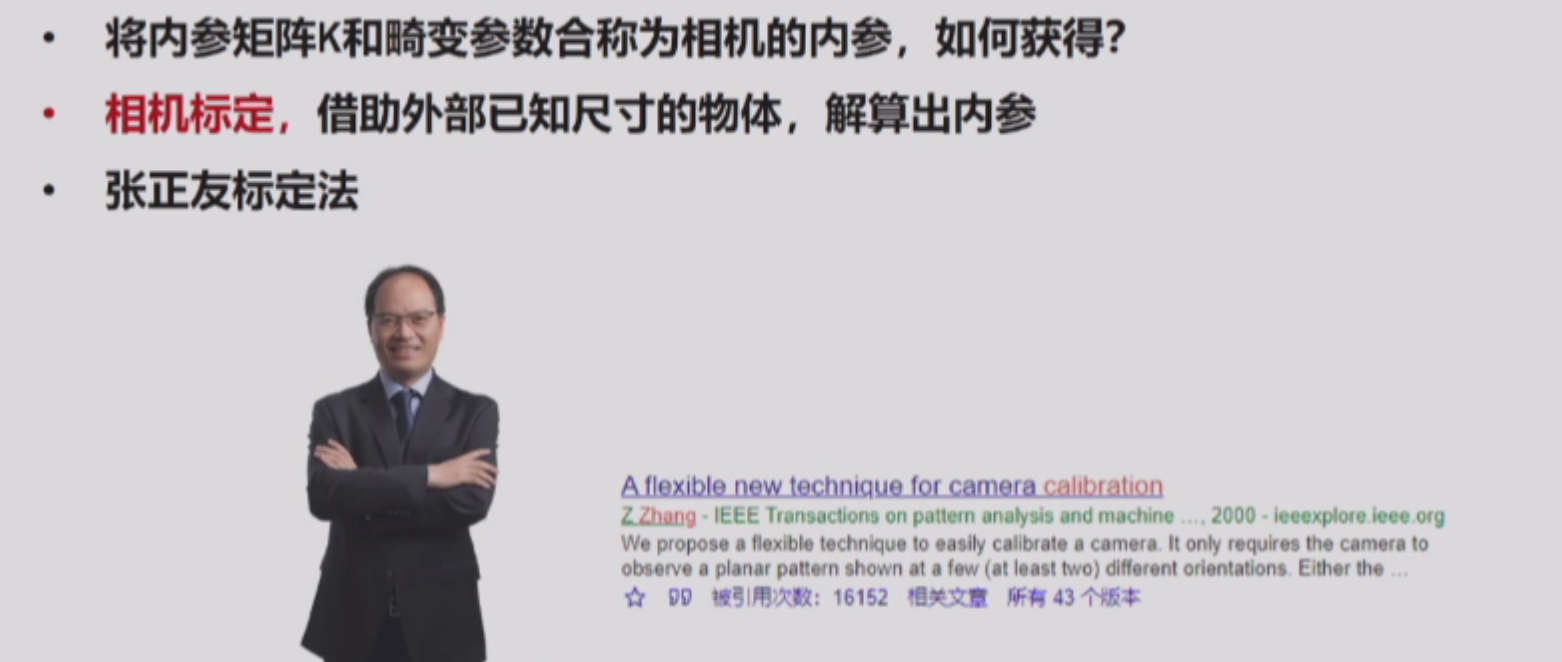 • 将内参矩阵K和畸变参数合称为相机的内参，如何获得？
• 相机标定，借助外部已知尺寸的物体，解算出内参
• 张正友标定法
A flexible new technique for camera calibration
Z Zhang - IEEE Transactions on pattern analysis and machine …, 2000 - ieeexplore.ieee.org
We propose a flexible technique to easily calibrate a camera. It only requires the camera to
observe a planar pattern shown at a few (at least two) different orientations. Either the …
被引用次数：16152 相关文章 所有 43 个版本